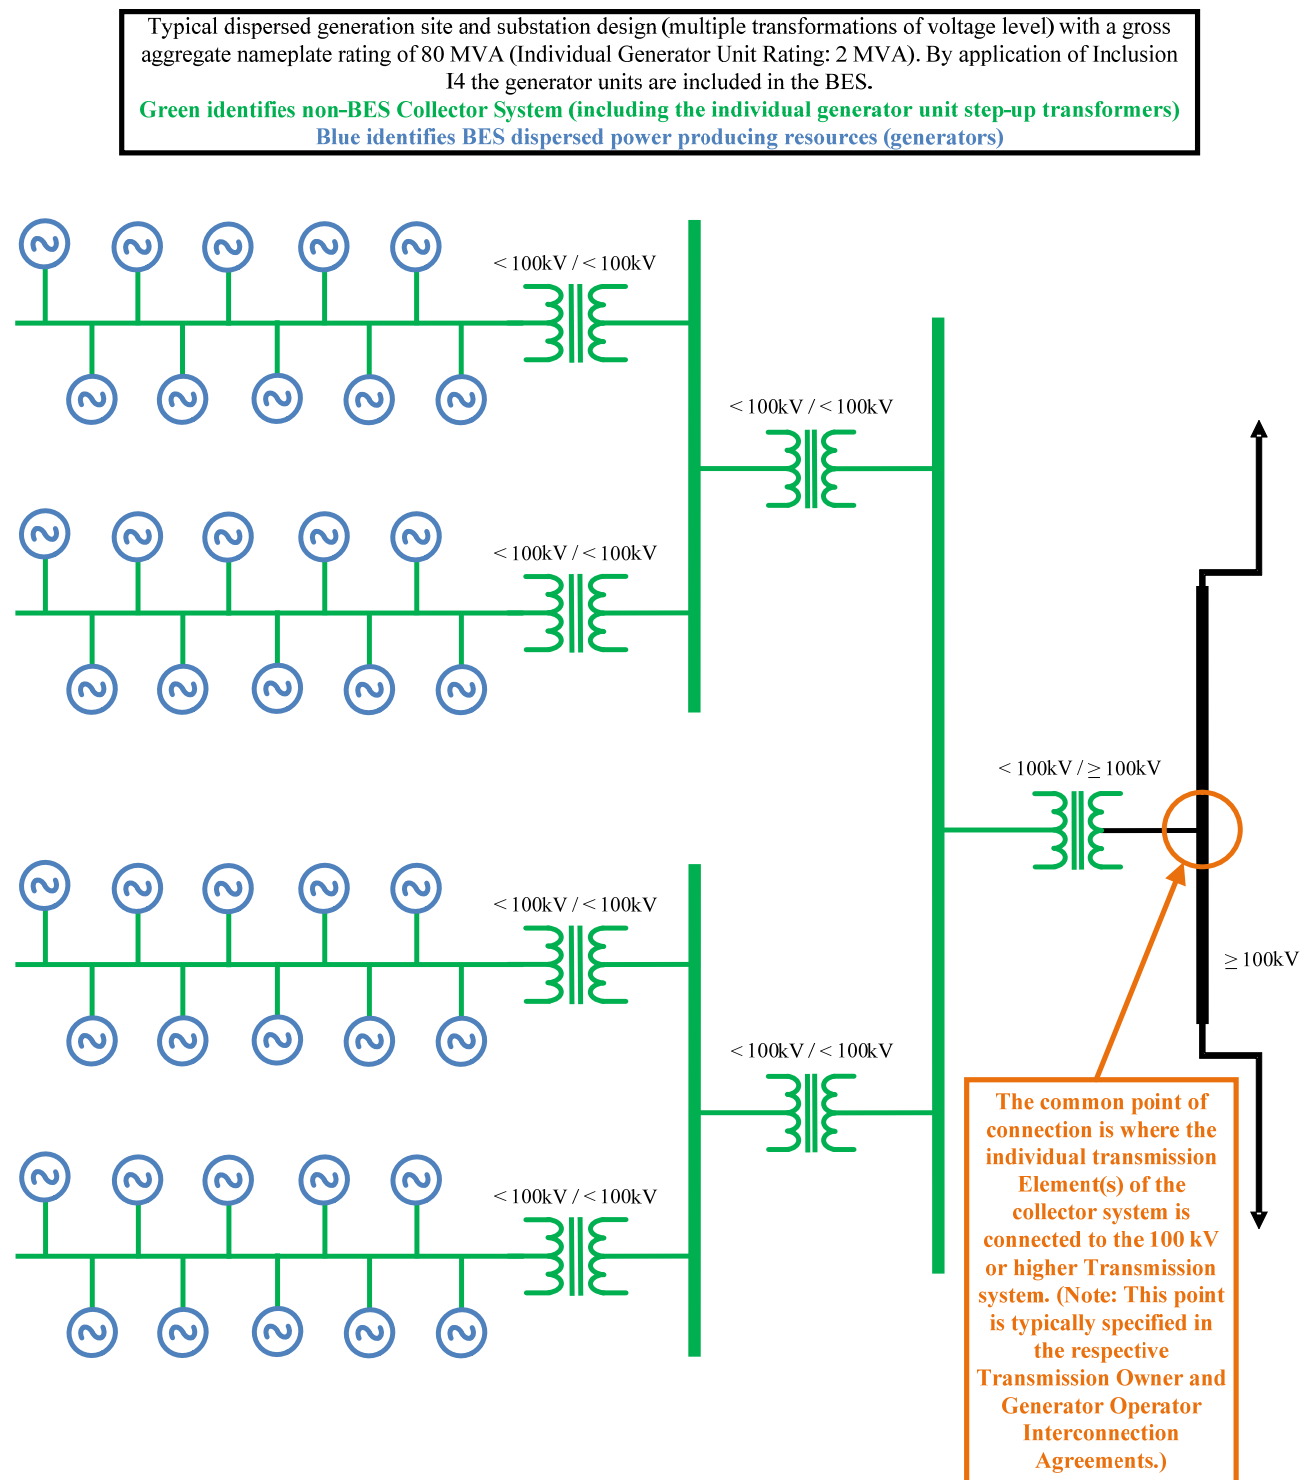 Typical dispersed generation site and substation design (multiple transformations of voltage level) with a gross
aggregate nameplate rating of 80 MVA (Individual Generator Unit Rating: 2 MVA). By application of Inclusion
I4 the generator units are included in the BES.
Green identifies non-BES Collector System (including the individual generator unit step-up transformers)
Blue identifies BES dispersed power producing resources (generators)
< 100kV / < 100kV
< 100kV / < 100kV
< 100kV / < 100kV
< 100kV / ≥ 100kV
< 100kV / < 100kV
≥ 100kV
< 100kV / < 100kV
< 100kV / < 100kV
The common point of
connection is where the
individual transmission
Element(s) of the
collector system is
connected to the 100 kV
or higher Transmission
system. (Note: This point
is typically specified in
the respective
Transmission Owner and
Generator Operator
Interconnection
Agreements.)